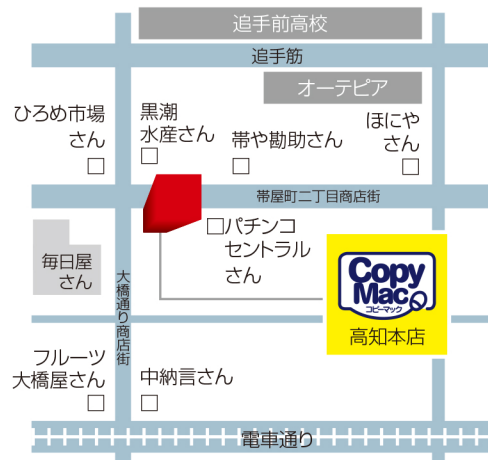 追手前高校
追手筋
オーテピア
ひろめ市場
さん
黒潮
水産さん
帯や勘助さん
ほにや
さん
帯屋町二丁目商店街
パチンコ
セントラル
さん
毎日屋
さん
大橋通り商店街
Copy
Mac
コピーマック
高知本店
フルーツ
大橋屋さん
中納言さん
電車通り